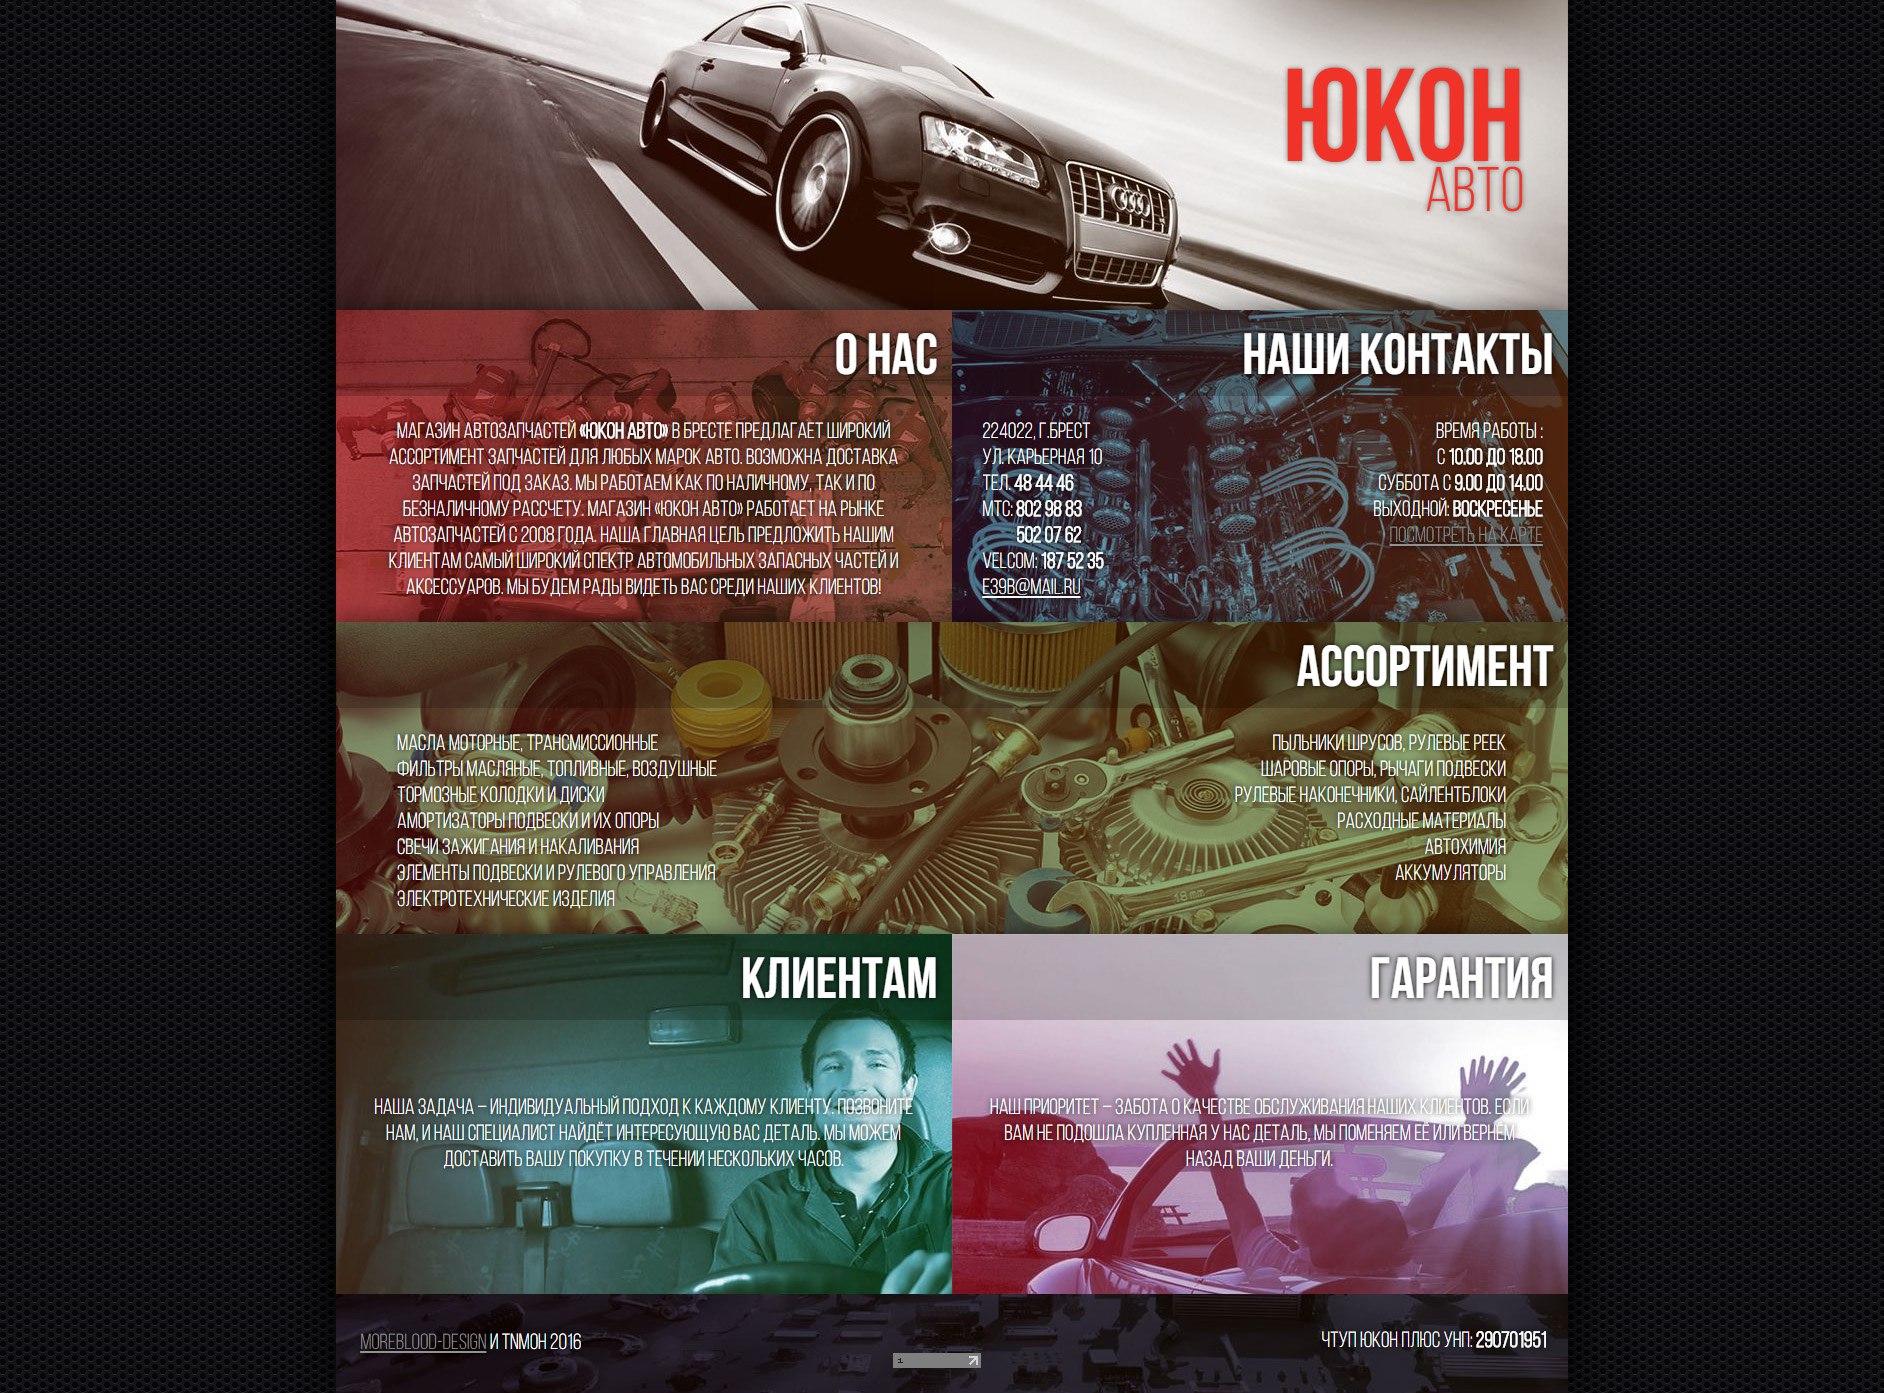 ЮКОН
АВТО
О НАС
МАГАЗИН АВТОЗАПЧАСТЕЙ «ЮКОН АВТО» В БРЕСТЕ ПРЕДЛАГАЕТ ШИРОКИЙ
АССОРТИМЕНТ ЗАПЧАСТЕЙ ДЛЯ ЛЮБЫХ МАРОК АВТО. ВОЗМОЖНА ДОСТАВКА
ЗАПЧАСТЕЙ ПОД ЗАКАЗ. МЫ РАБОТАЕМ КАК ПО НАЛИЧНОМУ, ТАК И ПО
БЕЗНАЛИЧНОМУ РАССЧЕТУ. МАГАЗИН «ЮКОН АВТО» РАБОТАЕТ НА РЫНКЕ
АВТОЗАПЧАСТЕЙ С 2008 ГОДА. НАША ГЛАВНАЯ ЦЕЛЬ ПРЕДЛОЖИТЬ НАШИМ
КЛИЕНТАМ САМЫЙ ШИРОКИЙ СПЕКТР АВТОМОБИЛЬНЫХ ЗАПАСНЫХ ЧАСТЕЙ И
АКСЕССУАРОВ. МЫ БУДЕМ РАДЫ ВИДЕТЬ ВАС СРЕДИ НАШИХ КЛИЕНТОВ!
НАШИ КОНТАКТЫ
224022, Г.БРЕСТ
УЛ. КАРЬЕРНАЯ 10
ТЕЛ. 48 44 46
МТС: 802 98 83
502 07 62
VELCOM: 187 52 35
E39B@MAIL.RU
ВРЕМЯ РАБОТЫ :
С 10.00 ДО 18.00
СУББОТА С 9.00 ДО 14.00
ВЫХОДНОЙ: ВОСКРЕСЕНЬЕ
ПОСМОТРЕТЬ НА КАРТЕ
АССОРТИМЕНТ
МАСЛА МОТОРНЫЕ, ТРАНСМИССИОННЫЕ
ФИЛЬТРЫ МАСЛЯНЫЕ, ТОПЛИВНЫЕ, ВОЗДУШНЫЕ
ТОРМОЗНЫЕ КОЛОДКИ И ДИСКИ
АМОРТИЗАТОРЫ ПОДВЕСКИ И ИХ ОПОРЫ
СВЕЧИ ЗАЖИГАНИЯ И НАКАЛИВАНИЯ
ЭЛЕМЕНТЫ ПОДВЕСКИ И РУЛЕВОГО УПРАВЛЕНИЯ
ЭЛЕКТРОТЕХНИЧЕСКИЕ ИЗДЕЛИЯ
ПЫЛЬНИКИ ШРУСОВ, РУЛЕВЫЕ РЕЕК
ШАРОВЫЕ ОПОРЫ, РЫЧАГИ ПОДВЕСКИ
РУЛЕВЫЕ НАКОНЕЧНИКИ, САЙЛЕНТБЛОКИ
РАСХОДНЫЕ МАТЕРИАЛЫ
АВТОХИМИЯ
АККУМУЛЯТОРЫ
18 mm
КЛИЕНТАМ
НАША ЗАДАЧА – ИНДИВИДУАЛЬНЫЙ ПОДХОД К КАЖДОМУ КЛИЕНТУ. ПОЗВОНИТЕ
НАМ, И НАШ СПЕЦИАЛИСТ НАЙДЁТ ИНТЕРЕСУЮЩУЮ ВАС ДЕТАЛЬ. МЫ МОЖЕМ
ДОСТАВИТЬ ВАШУ ПОКУПКУ В ТЕЧЕНИИ НЕСКОЛЬКИХ ЧАСОВ.
ГАРАНТИЯ
НАШ ПРИОРИТЕТ – ЗАБОТА О КАЧЕСТВЕ ОБСЛУЖИВАНИЯ НАШИХ КЛИЕНТОВ. ЕСЛИ
ВАМ НЕ ПОДОШЛА КУПЛЕННАЯ У НАС ДЕТАЛЬ, МЫ ПОМЕНЯЕМ ЕЁ ИЛИ ВЕРНЁМ
НАЗАД ВАШИ ДЕНЬГИ.
MOREBLOOD-DESIGN И TNMOH 2016
1
ЧТУП ЮКОН ПЛЮС УНП: 290701951